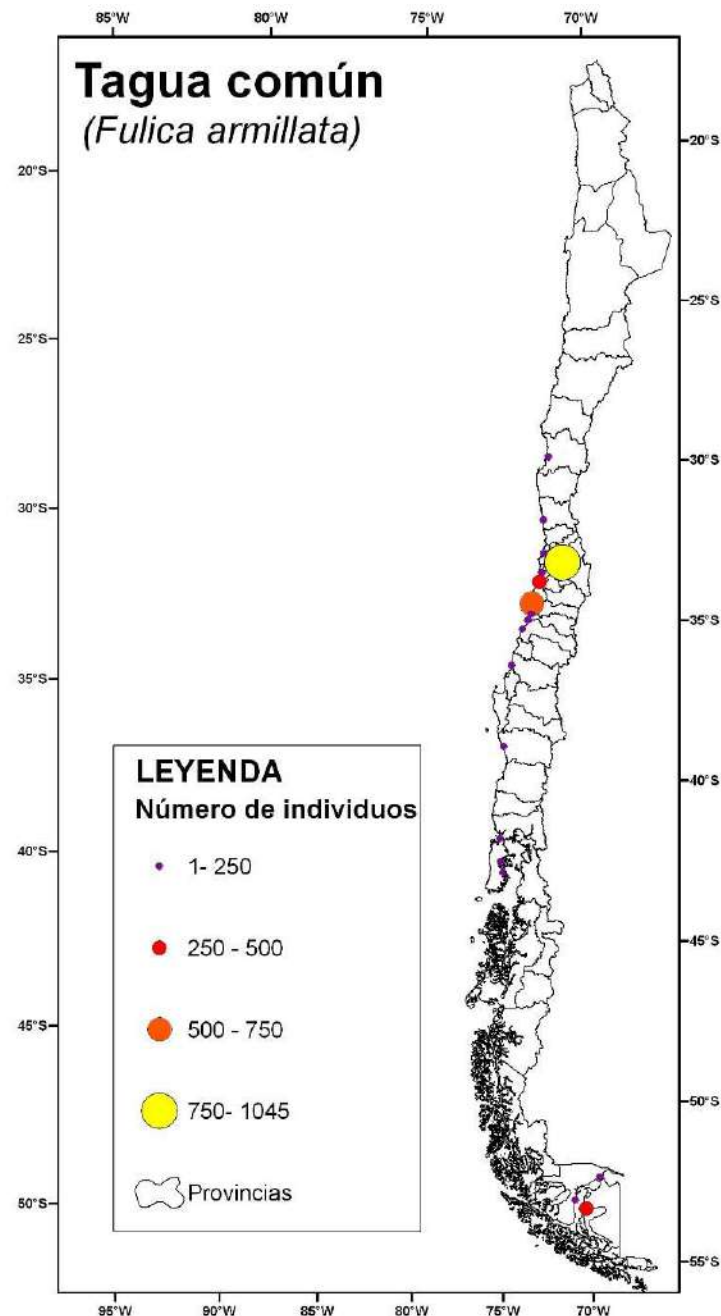 85°W 80°W 75°W 70°W
Tagua común
(Fulica armillata)
20°S
20°S
25°S
25°S
30°S
30°S
35°S
35°S
LEYENDA
Número de individuos
40°S
40°S
1- 250
250 - 500
45°S
45°S
500 - 750
750- 1045
50°S
Provincias
50°S
55°S
95°W 90°W 85°W 80°W 75°W 70°W